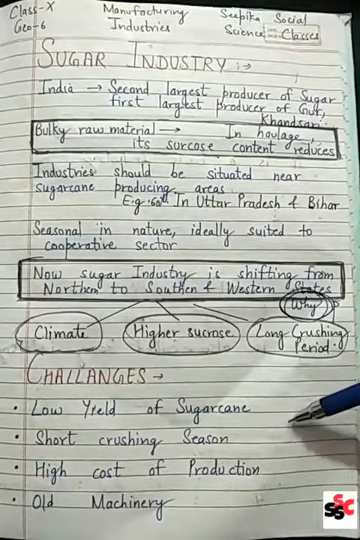 Class-X Manufacturing Seepika Social
Geo-6 Industries Science Classes
SUGAR INDUSTRY :→
India → Second largest producer of Sugar
first largest producer of Gur,
Khandsari
Bulky raw material → In haulage
its surcose content reduces
Industries should be situated near
sugarcane producing areas
E.g. 60% In Uttar Pradesh & Bihar
Seasonal in nature, ideally suited to
cooperative sector
Now sugar Industry is shifting from
Northern to Southern & Western States
Why
Climate Higher sucrose Long Crushing
Period
CHALLANGES →
• Low Yield of Sugarcane
• Short crushing Season
• High cost of Production
• Old Machinery
SSC